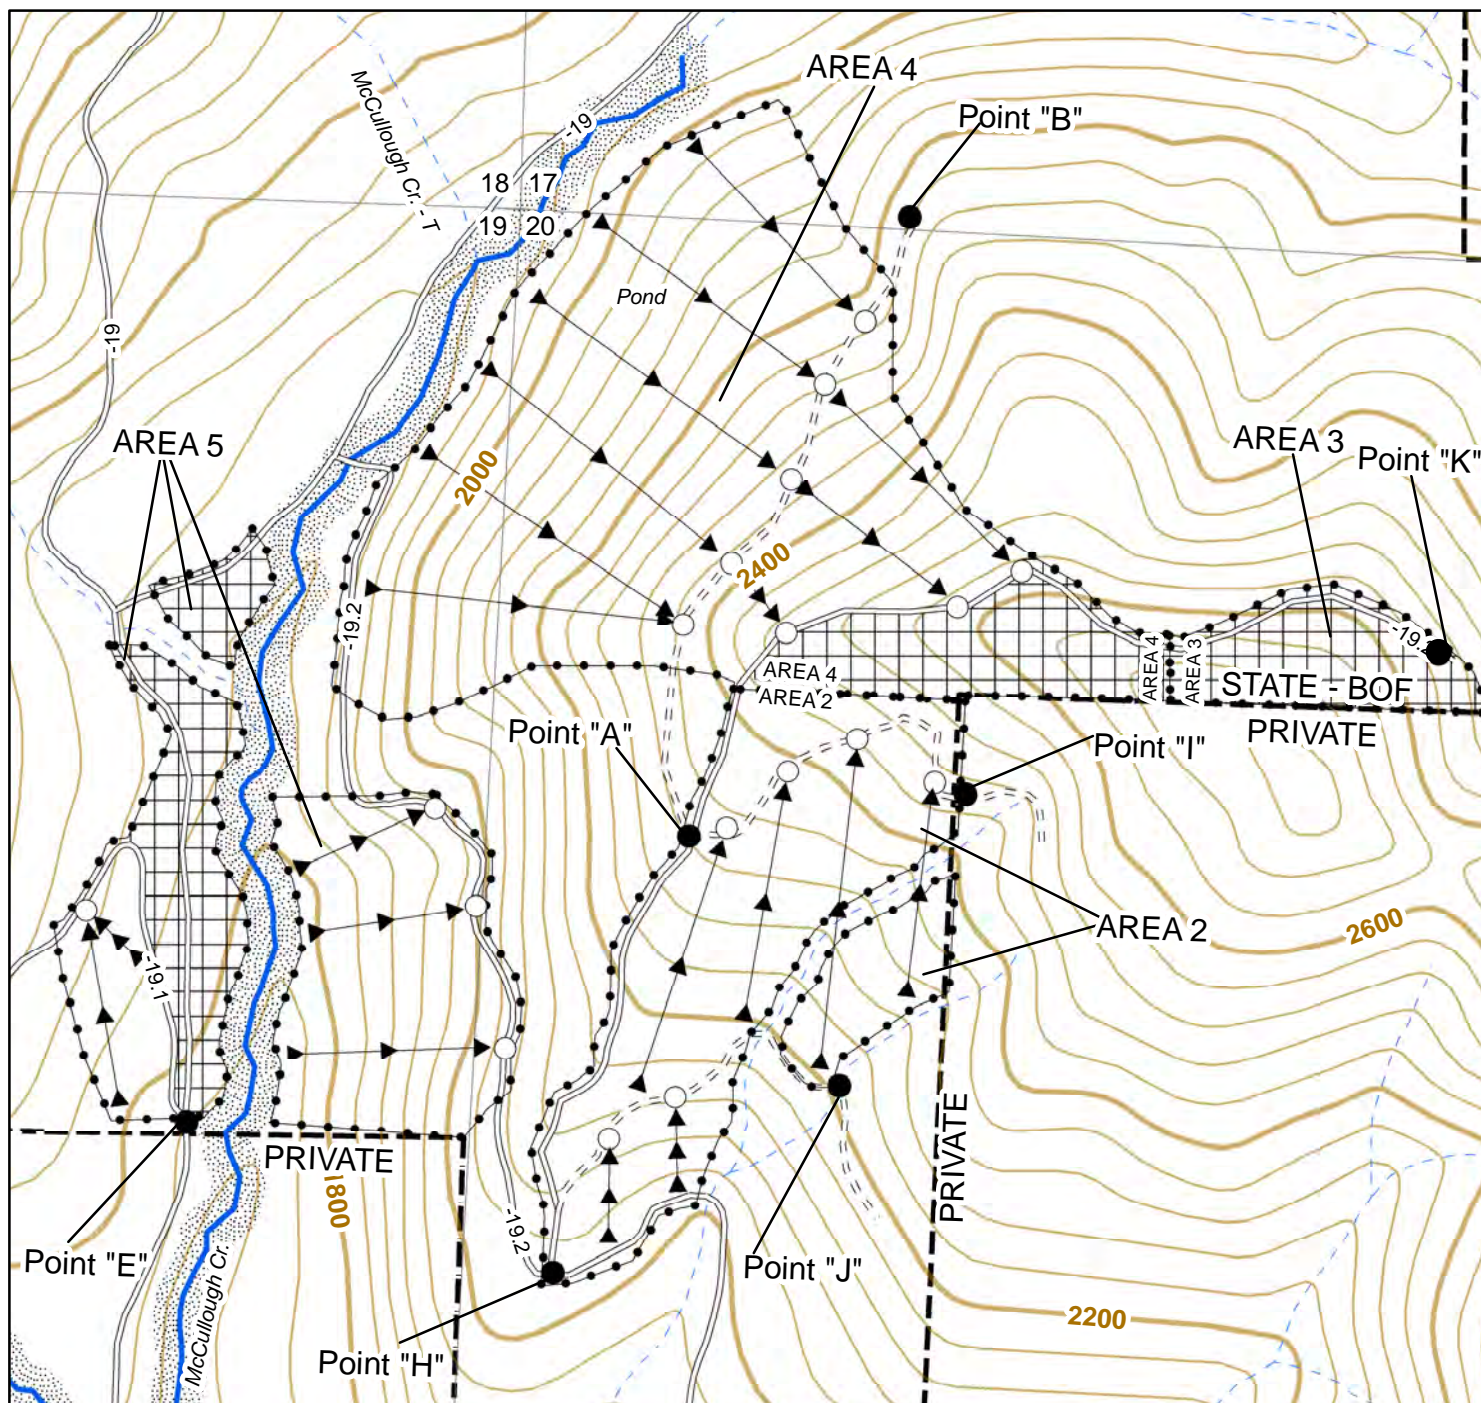 AREA 4
Point "B"
-19
McCullough Cr. - T
18 17
19 20
Pond
-19
AREA 5
2000
AREA 3
Point "K"
2400
-19.2
-19.2
AREA 4
AREA 3
AREA 4
AREA 2
STATE - BOF
PRIVATE
Point "A"
Point "I"
AREA 2
2600
-19.1
PRIVATE
PRIVATE
1800
-19.2
Point "E"
McCullough Cr.
Point "J"
2200
Point "H"